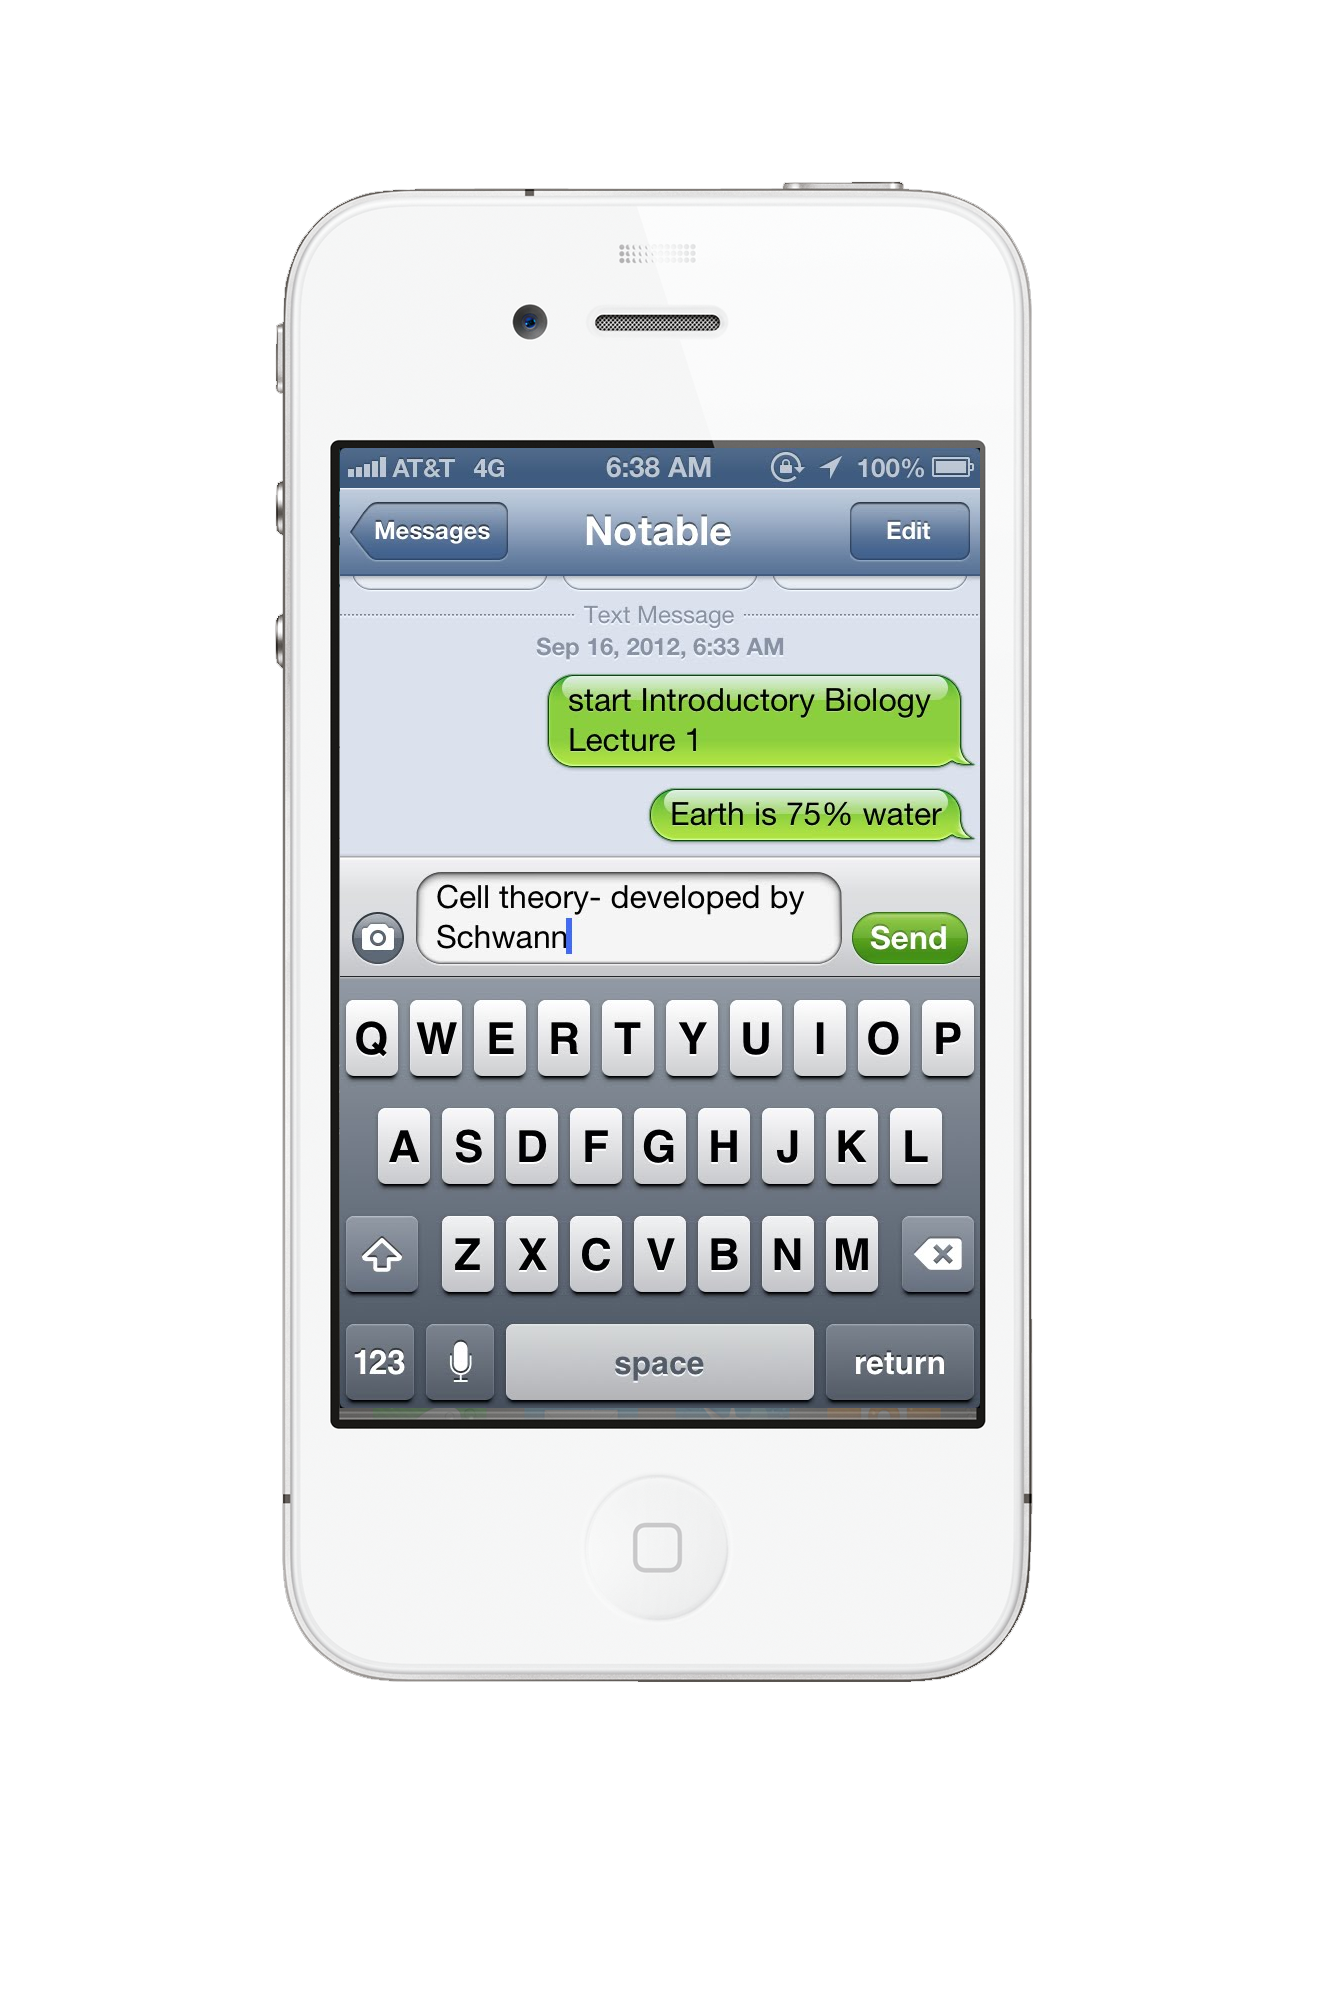 AT&T 4G 6:38 AM 100%
Messages Notable Edit
Text Message
Sep 16, 2012, 6:33 AM
start Introductory Biology
Lecture 1
Earth is 75% water
Cell theory- developed by
Schwann
Send
Q W E R T Y U I O P
A S D F G H J K L
Z X C V B N M
123 space return